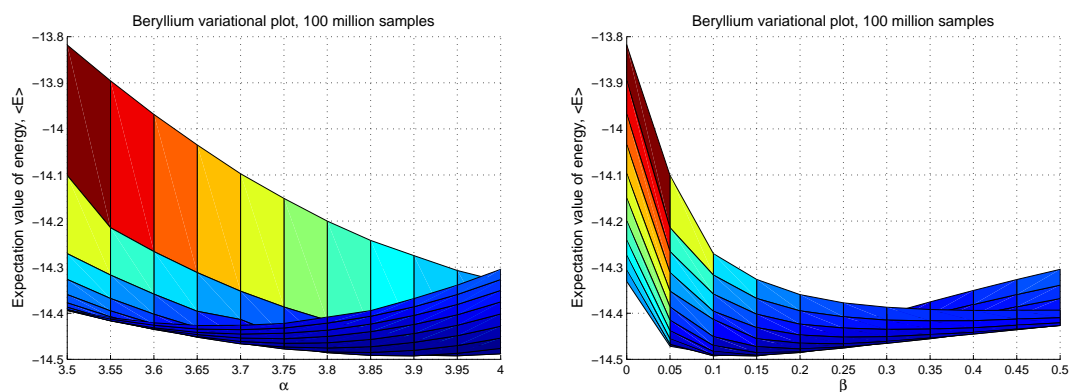 Beryllium variational plot, 100 million samples
Expectation value of energy, <E>
−13.8
−13.9
−14
−14.1
−14.2
−14.3
−14.4
−14.5
3.5 3.55 3.6 3.65 3.7 3.75 3.8 3.85 3.9 3.95 4
α
Beryllium variational plot, 100 million samples
Expectation value of energy, <E>
−13.8
−13.9
−14
−14.1
−14.2
−14.3
−14.4
−14.5
0 0.05 0.1 0.15 0.2 0.25 0.3 0.35 0.4 0.45 0.5
β